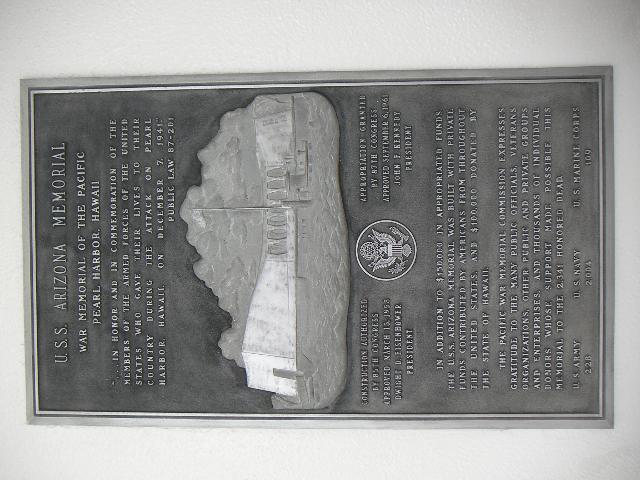 U.S.S. ARIZONA MEMORIAL
WAR MEMORIAL OF THE PACIFIC
PEARL HARBOR, HAWAII
"... IN HONOR AND IN COMMEMORATION OF THE
MEMBERS OF THE ARMED FORCES OF THE UNITED
STATES WHO GAVE THEIR LIVES TO THEIR
COUNTRY DURING THE ATTACK ON PEARL
HARBOR, HAWAII, ON DECEMBER 7, 1941."
PUBLIC LAW 87-201
CONSTRUCTION AUTHORIZED
BY 85TH CONGRESS
APPROVED MARCH 15, 1958
DWIGHT D. EISENHOWER
PRESIDENT
APPROPRIATION GRANTED
BY 87TH CONGRESS
APPROVED SEPTEMBER 6, 1961
JOHN F. KENNEDY
PRESIDENT
IN ADDITION TO $150,000 IN APPROPRIATED FUNDS
THE U.S.S. ARIZONA MEMORIAL WAS BUILT WITH PRIVATE
FUNDS CONTRIBUTED BY AMERICANS FROM THROUGHOUT
THE UNITED STATES, AND $100,000 DONATED BY
THE STATE OF HAWAII.
THE PACIFIC WAR MEMORIAL COMMISSION EXPRESSES
GRATITUDE TO THE MANY PUBLIC OFFICIALS, VETERANS
ORGANIZATIONS, OTHER PUBLIC AND PRIVATE GROUPS
AND ENTERPRISES, AND THOUSANDS OF INDIVIDUAL
DONORS WHOSE SUPPORT MADE POSSIBLE THIS
MEMORIAL TO THE 2,341 HONORED DEAD.
U.S. ARMY U.S. NAVY U.S. MARINE CORPS
228 2004 109